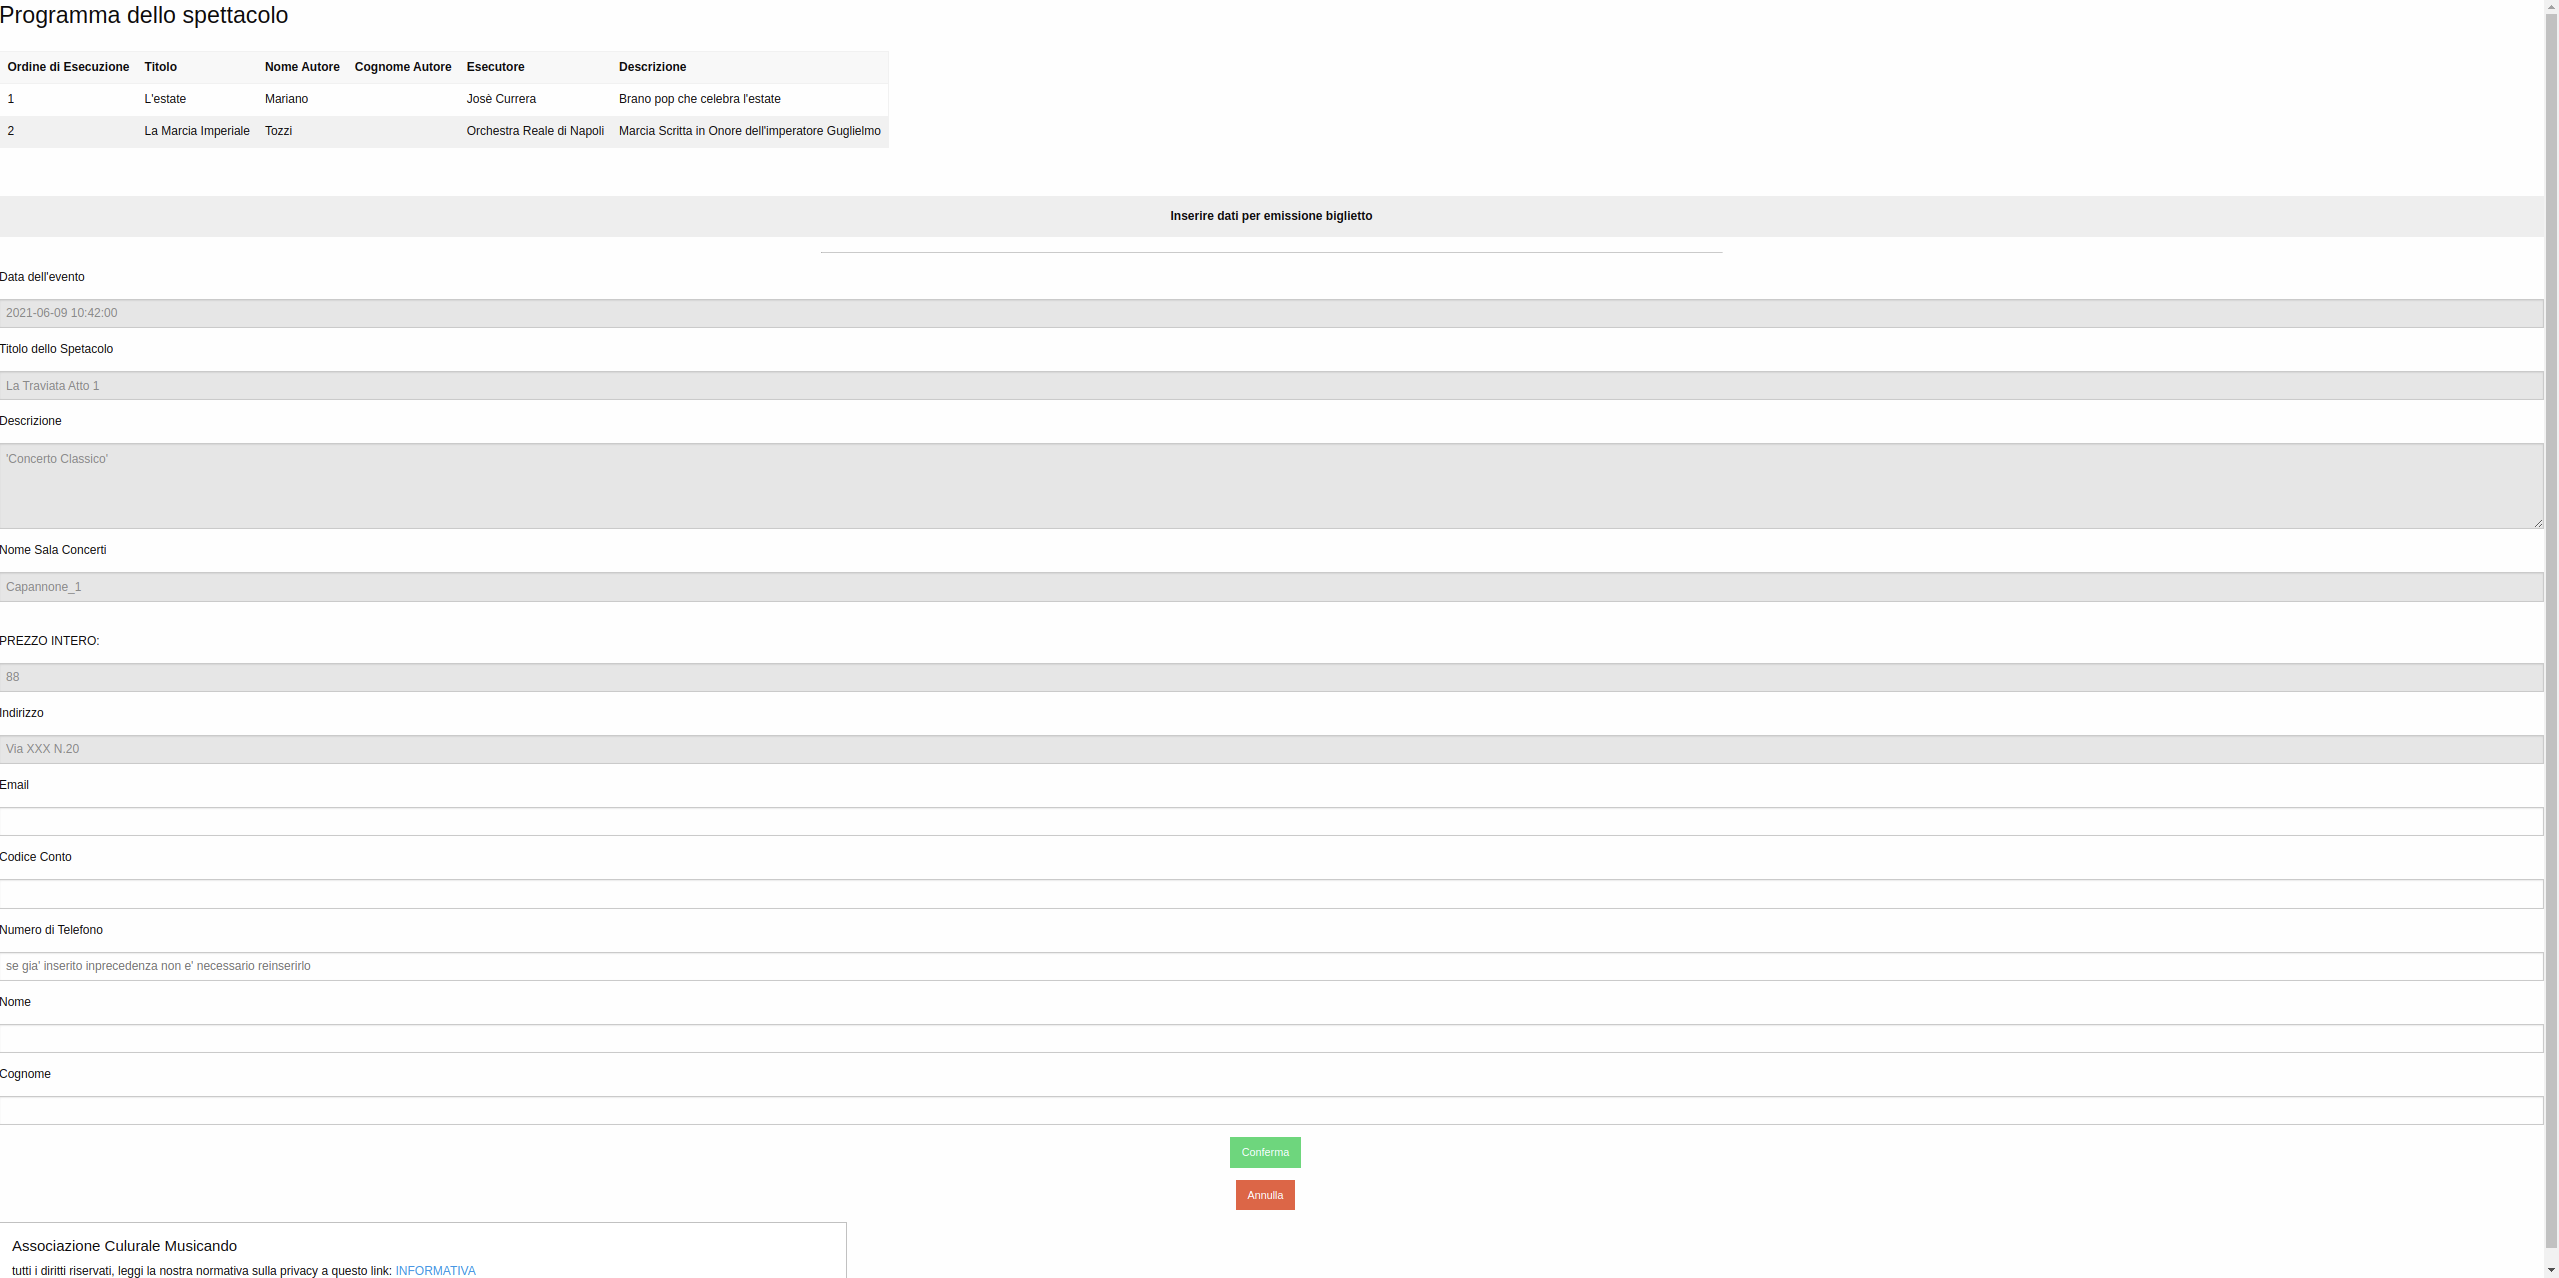 Programma dello spettacolo
Ordine di Esecuzione Titolo Nome Autore Cognome Autore Esecutore Descrizione
1 L'estate Mariano Josè Currera Brano pop che celebra l'estate
2 La Marcia Imperiale Tozzi Orchestra Reale di Napoli Marcia Scritta in Onore dell'imperatore Guglielmo
Inserire dati per emissione biglietto
Data dell'evento
2021-06-09 10:42:00
Titolo dello Spetacolo
La Traviata Atto 1
Descrizione
'Concerto Classico'
Nome Sala Concerti
Capannone_1
PREZZO INTERO:
88
Indirizzo
Via XXX N.20
Email
Codice Conto
Numero di Telefono
se gia' inserito inprecedenza non e' necessario reinserirlo
Nome
Cognome
Conferma
Annulla
Associazione Culurale Musicando
tutti i diritti riservati, leggi la nostra normativa sulla privacy a questo link: INFORMATIVA